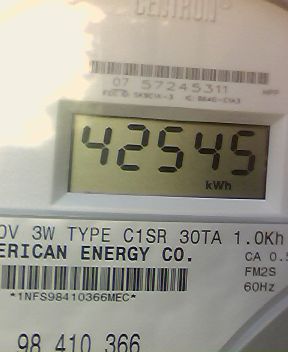 CENTRON
07 57245311
42545
kWh
0V 3W TYPE C1SR 30TA 1.0Kh
ERICAN ENERGY CO. CA 0.5
FM2S
*1NFS98410366MEC* 60Hz
98 410 366